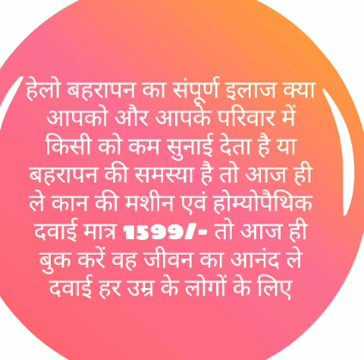 हेलो बहरापन का संपूर्ण इलाज क्या
आपको और आपके परिवार में
किसी को कम सुनाई देता है या
बहरापन की समस्या है तो आज ही
ले कान की मशीन एवं होम्योपैथिक
दवाई मात्र 1599/- तो आज ही
बुक करें वह जीवन का आनंद ले
दवाई हर उम्र के लोगों के लिए